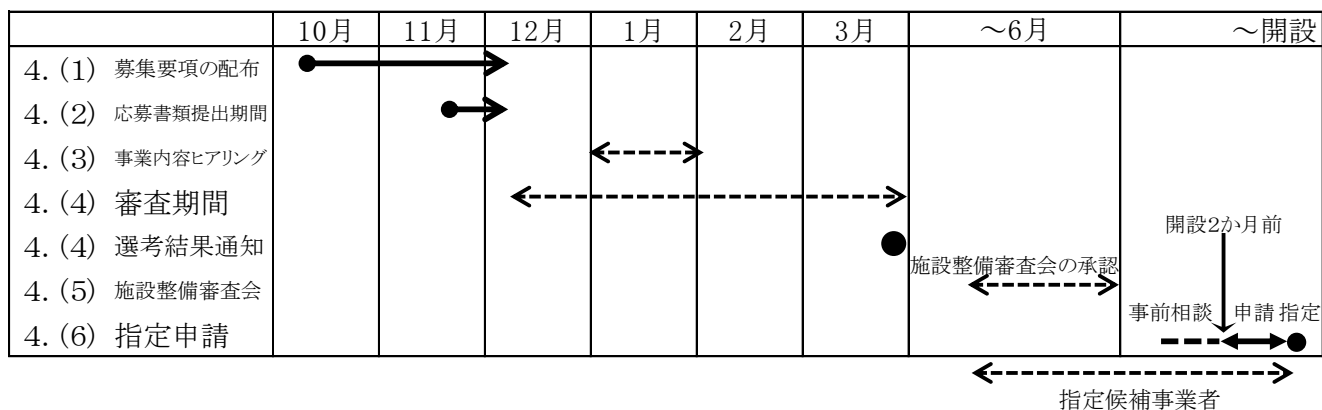 10月 11月 12月 1月 2月 3月 ～6月 ～開設
4．(1) 募集要項の配布
4．(2) 応募書類提出期間
4．(3) 事業内容ヒアリング
4．(4) 審査期間
4．(4) 選考結果通知
開設2か月前
施設整備審査会の承認
4．(5) 施設整備審査会
事前相談 申請 指定
4．(6) 指定申請
指定候補事業者